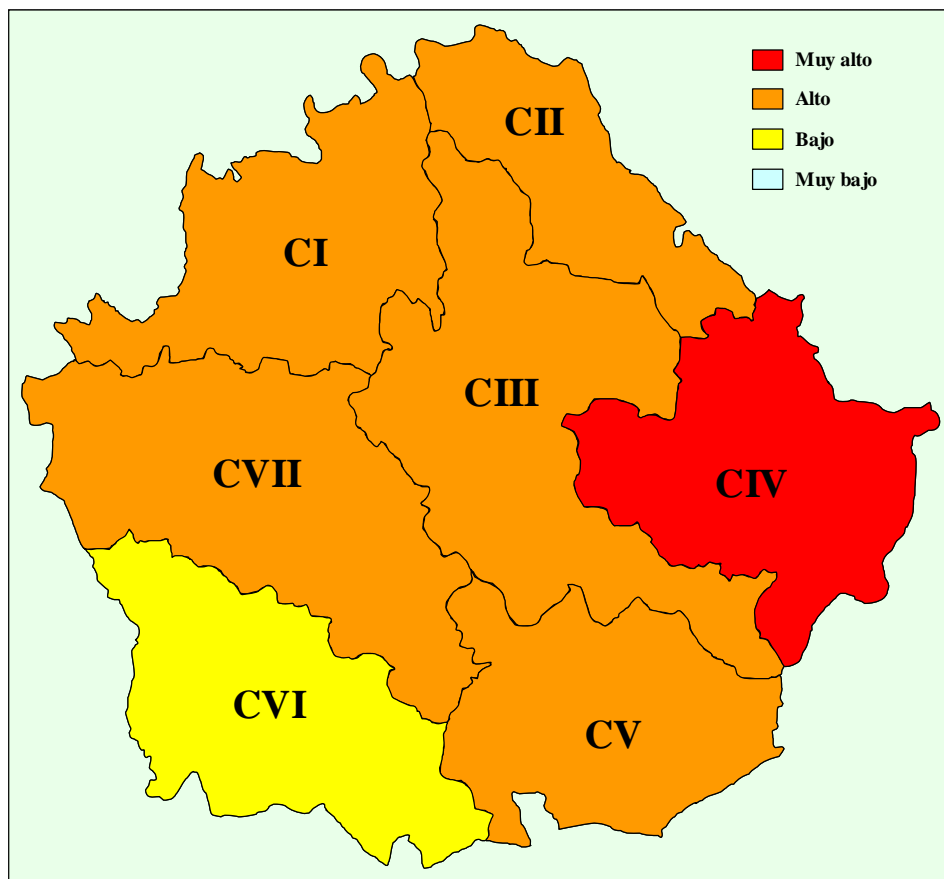 Muy alto
Alto
Bajo
Muy bajo
CII
CI
CIII
CVII
CIV
CVI
CV